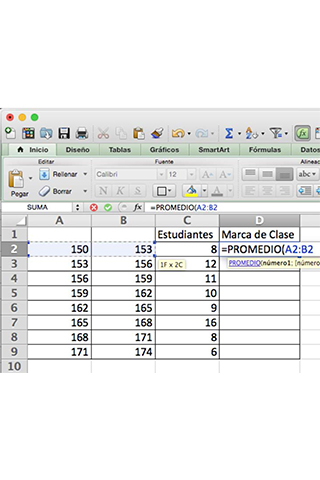 Inicio Diseño Tablas Gráficos SmartArt Fórmulas Datos
Editar Fuente Alineac
Pegar Rellenar Calibri 12 abc
Borrar N K S A
SUMA =PROMEDIO(A2:B2
A B C D
1 Estudiantes Marca de Clase
2 150 153 8 =PROMEDIO(A2:B2
3 153 156 1F x 2C 12 PROMEDIO(número1; [número
4 156 159 11
5 159 162 10
6 162 165 9
7 165 168 16
8 168 171 8
9 171 174 6
10